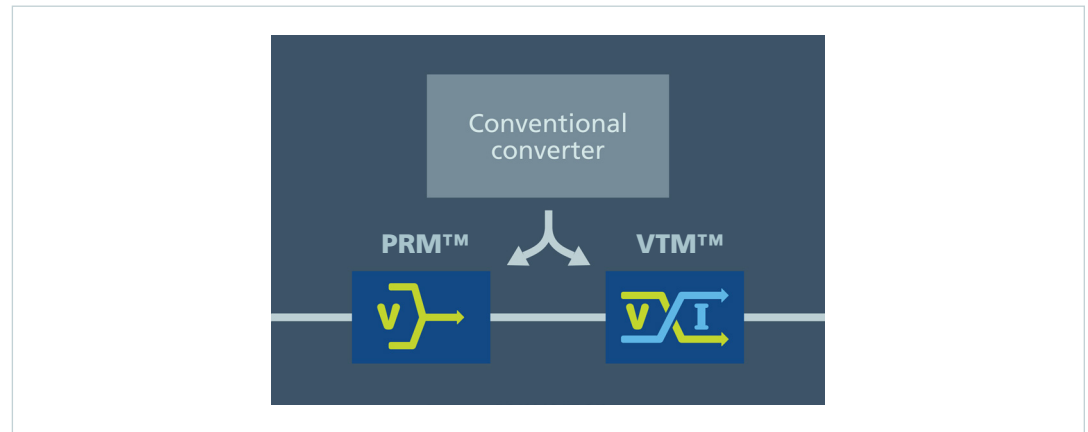 Conventional
converter
PRM™
VTM™
V
V I